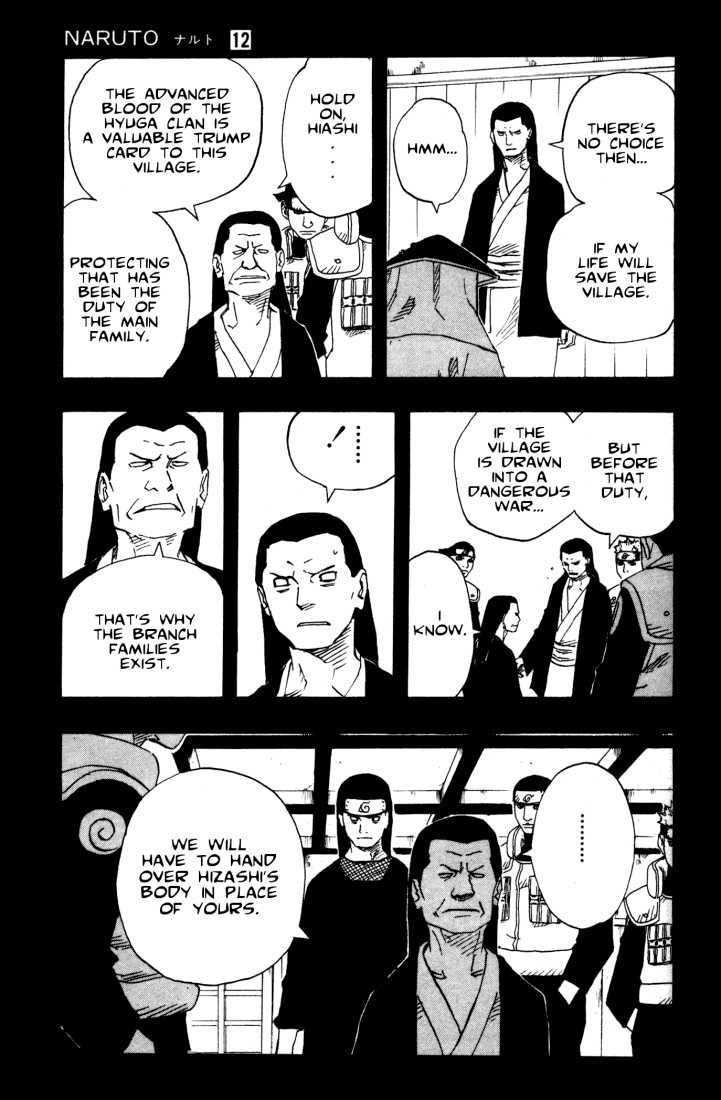 NARUTO ナルト 12
THERE'S
NO CHOICE
THEN...
IF MY
LIFE WILL
SAVE THE
VILLAGE.
HMM...
HOLD
ON,
HIASHI
....
THE ADVANCED
BLOOD OF THE
HYUGA CLAN IS
A VALUABLE TRUMP
CARD TO THIS
VILLAGE.
PROTECTING
THAT HAS
BEEN THE
DUTY OF
THE MAIN
FAMILY.
BUT
BEFORE
THAT
DUTY,
IF THE
VILLAGE
IS DRAWN
INTO A
DANGEROUS
WAR...
I
KNOW.
!......
THAT'S WHY
THE BRANCH
FAMILIES
EXIST.
.......
WE WILL
HAVE TO HAND
OVER HIZASHI'S
BODY IN PLACE
OF YOURS.